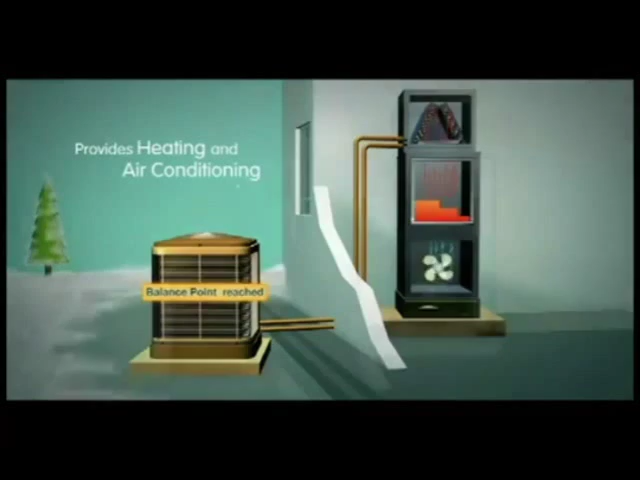 Provides Heating and
Air Conditioning
Balance Point reached